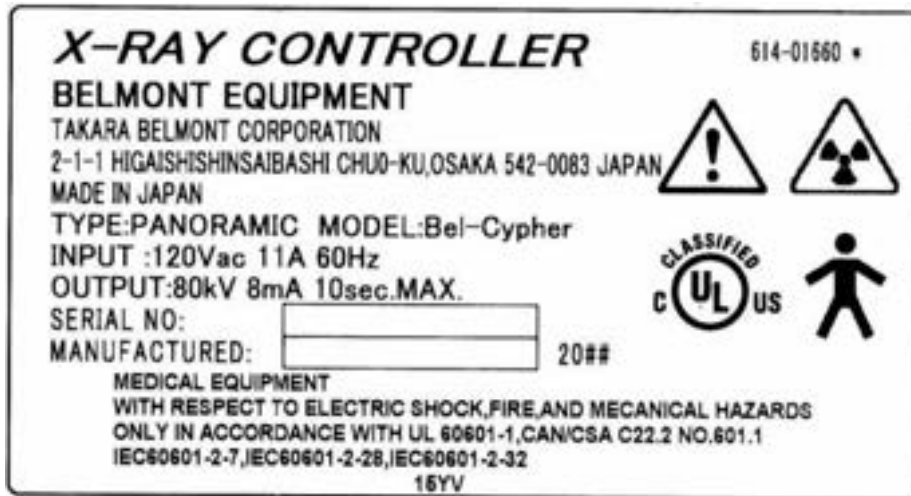 X-RAY CONTROLLER
614-01660 *
BELMONT EQUIPMENT
TAKARA BELMONT CORPORATION
2-1-1 HIGAISHISHINSAIBASHI CHUO-KU,OSAKA 542-0083 JAPAN
MADE IN JAPAN
TYPE:PANORAMIC MODEL:Bel-Cypher
INPUT :120Vac 11A 60Hz
OUTPUT:80kV 8mA 10sec.MAX.
CLASSIFIED
C UL US
SERIAL NO:
MANUFACTURED: 20##
MEDICAL EQUIPMENT
WITH RESPECT TO ELECTRIC SHOCK,FIRE,AND MECANICAL HAZARDS
ONLY IN ACCORDANCE WITH UL 60601-1,CAN/CSA C22.2 NO.601.1
IEC60601-2-7,IEC60601-2-28,IEC60601-2-32
15YV